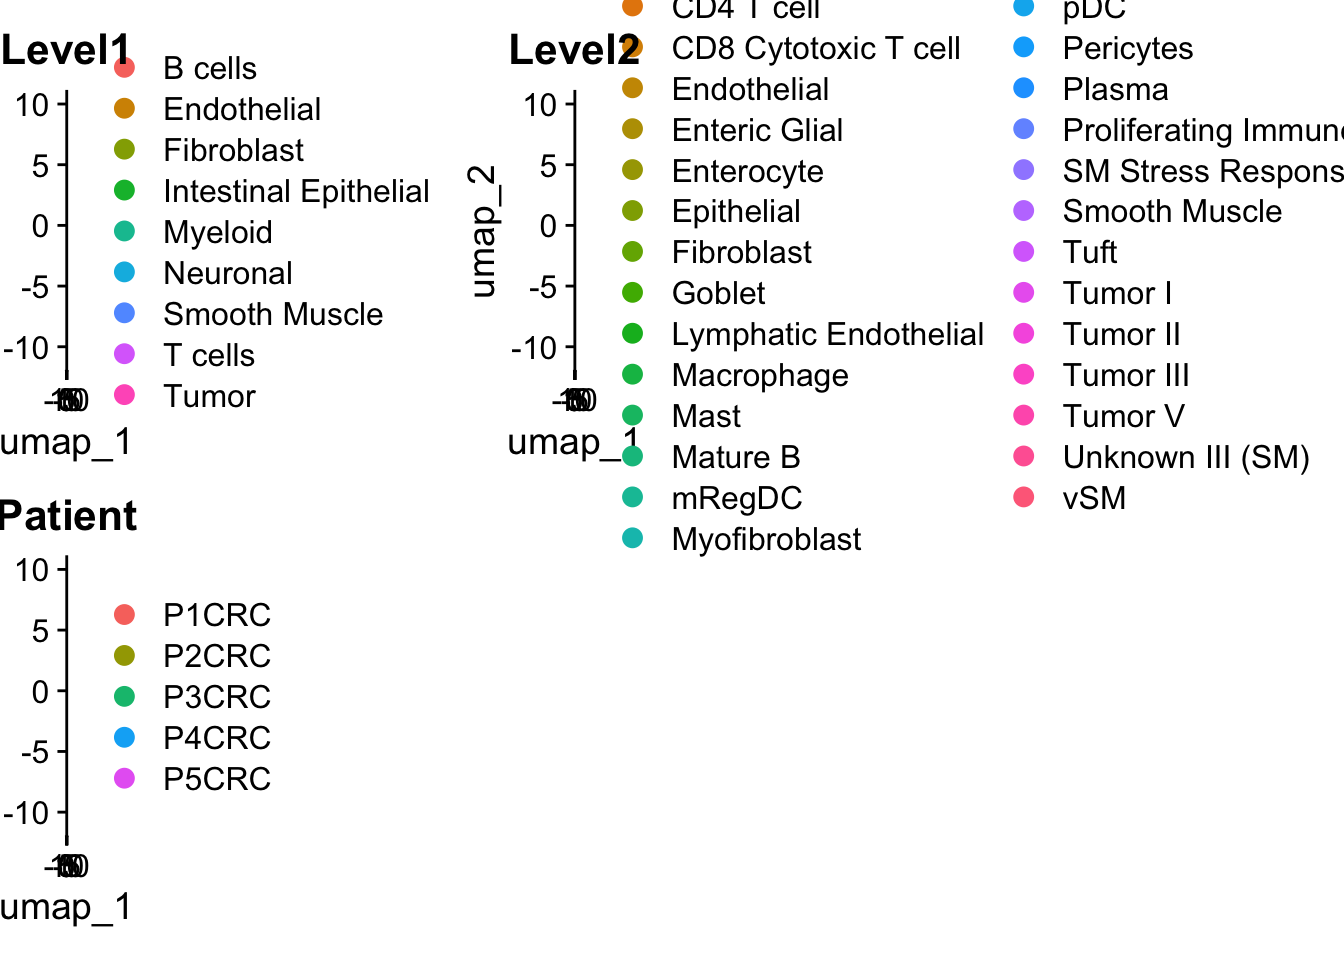 Level1
10
5
0
-5
-10
umap_1
B cells
Endothelial
Fibroblast
Intestinal Epithelial
Myeloid
Neuronal
Smooth Muscle
T cells
Tumor
Level2
umap_2
10
5
0
-5
-10
umap_1
CD4 T cell
CD8 Cytotoxic T cell
Endothelial
Enteric Glial
Enterocyte
Epithelial
Fibroblast
Goblet
Lymphatic Endothelial
Macrophage
Mast
Mature B
mRegDC
Myofibroblast
pDC
Pericytes
Plasma
Proliferating Immun
SM Stress Respons
Smooth Muscle
Tuft
Tumor I
Tumor II
Tumor III
Tumor V
Unknown III (SM)
vSM
Patient
10
5
0
-5
-10
umap_1
P1CRC
P2CRC
P3CRC
P4CRC
P5CRC